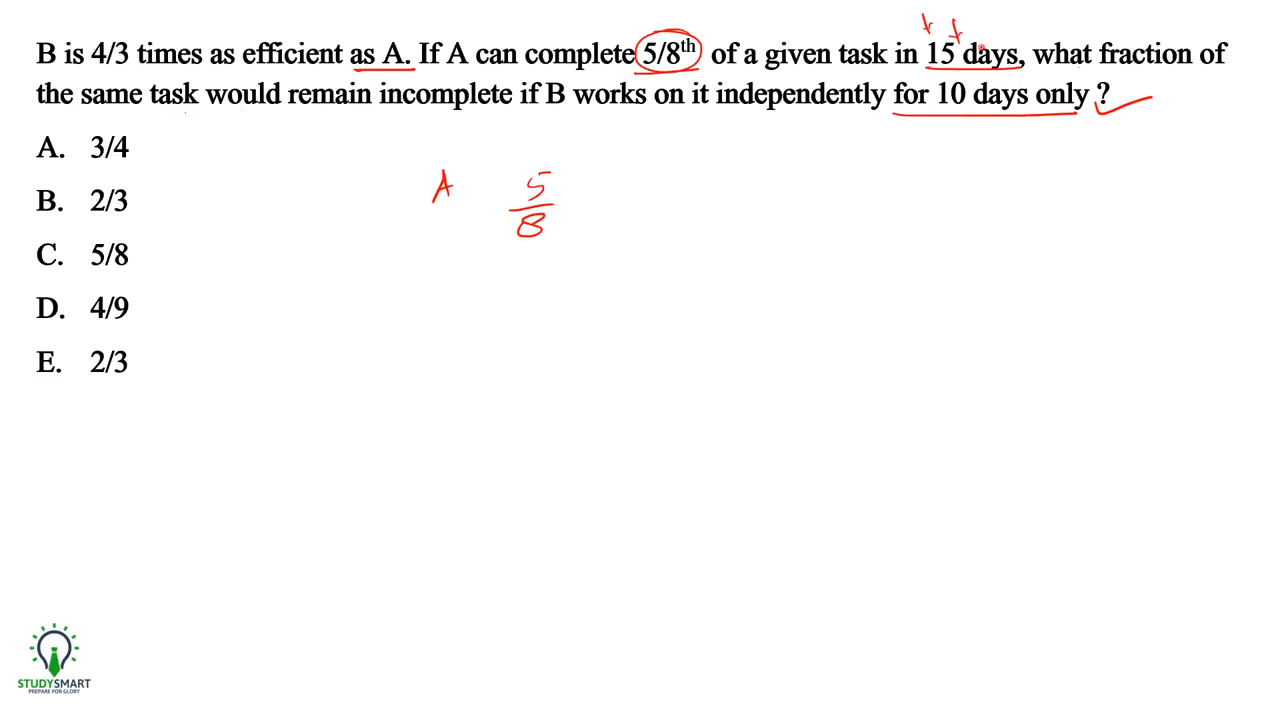 B is 4/3 times as efficient as A. If A can complete 5/8th of a given task in 15 days, what fraction of
the same task would remain incomplete if B works on it independently for 10 days only ?
A. 3/4
B. 2/3
C. 5/8
D. 4/9
E. 2/3
A 5
8
STUDYSMART
PREPARE FOR GLORY